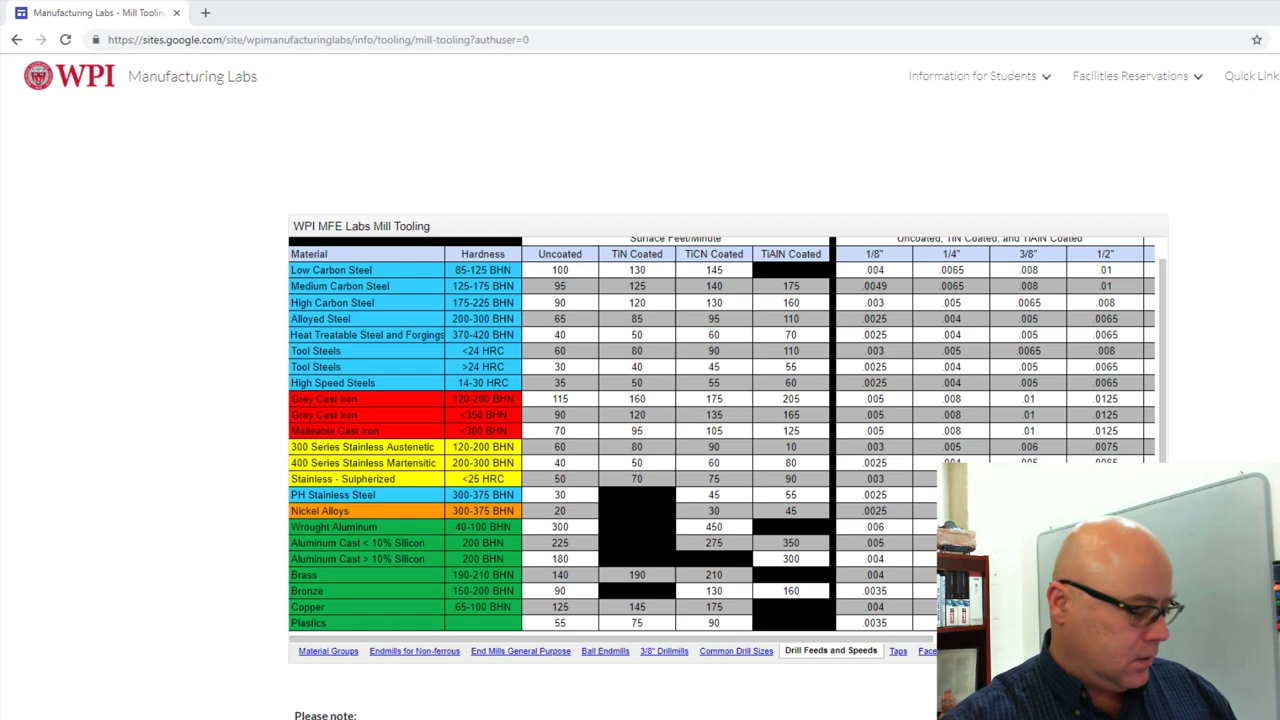 Manufacturing Labs - Mill Toolin
https://sites.google.com/site/wpimanufacturinglabs/info/tooling/mill-tooling?authuser=0
WPI Manufacturing Labs Information for Students Facilities Reservations Quick Link
WPI MFE Labs Mill Tooling
Surface Feet/Minute Uncoated, TiN Coated, and TiAlN Coated
Material Hardness Uncoated TiN Coated TiCN Coated TiAlN Coated 1/8" 1/4" 3/8" 1/2"
Low Carbon Steel 85-125 BHN 100 130 145 .004 .0065 .008 .01
Medium Carbon Steel 125-175 BHN 95 125 140 175 .0049 .0065 .008 .01
High Carbon Steel 175-225 BHN 90 120 130 160 .003 .005 .0065 .008
Alloyed Steel 200-300 BHN 65 85 95 110 .0025 .004 .005 .0065
Heat Treatable Steel and Forgings 370-420 BHN 40 50 60 70 .0025 .004 .005 .0065
Tool Steels <24 HRC 60 80 90 110 .003 .005 .0065 .008
Tool Steels >24 HRC 30 40 45 55 .0025 .004 .005 .0065
High Speed Steels 14-30 HRC 35 50 55 60 .0025 .004 .005 .0065
Grey Cast Iron 120-200 BHN 115 160 175 205 .005 .008 .01 .0125
Grey Cast Iron <350 BHN 90 120 135 165 .005 .008 .01 .0125
Malleable Cast Iron <300 BHN 70 95 105 125 .005 .008 .01 .0125
300 Series Stainless Austenetic 120-200 BHN 60 80 90 10 .003 .005 .006 .0075
400 Series Stainless Martensitic 200-300 BHN 40 50 60 80 .0025 .004 .005 .0065
Stainless - Sulpherized <25 HRC 50 70 75 90 .003
PH Stainless Steel 300-375 BHN 30 45 55 .0025
Nickel Alloys 300-375 BHN 20 30 45 .0025
Wrought Aluminum 40-100 BHN 300 450 .006
Aluminum Cast < 10% Silicon 200 BHN 225 275 350 .005
Aluminum Cast > 10% Silicon 200 BHN 180 300 .004
Brass 190-210 BHN 140 190 210 .004
Bronze 150-200 BHN 90 130 160 .0035
Copper 65-100 BHN 125 145 175 .004
Plastics 55 75 90 .0035
Material Groups Endmills for Non-ferrous End Mills General Purpose Ball Endmills 3/8" Drillmills Common Drill Sizes Drill Feeds and Speeds Taps Face
Please note: